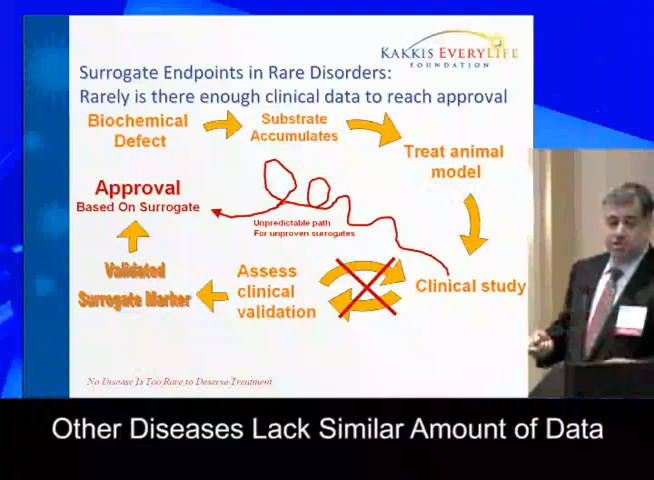 KAKKIS EVERYLIFE
FOUNDATION
Surrogate Endpoints in Rare Disorders:
Rarely is there enough clinical data to reach approval
Biochemical
Defect
Substrate
Accumulates
Treat animal
model
Approval
Based On Surrogate
Unpredictable path
For unproven surrogates
Validated
Surrogate Marker
Assess
clinical
validation
Clinical study
No Disease Is Too Rare to Deserve Treatment
Other Diseases Lack Similar Amount of Data